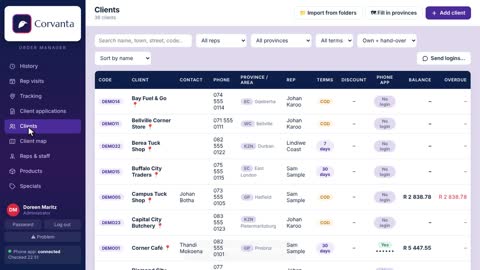 Corvanta
ORDER MANAGER
History
Rep visits
Tracking
Client applications
Clients
Client map
Reps & staff
Products
Specials
DM
Doreen Maritz
Administrator
Password
Log out
Problem
Phone app: connected
Clients
Import from folders
Fill in provinces
+ Add client
Search name, town, street, code...
All reps
All provinces
All terms
Own + hand-over
Sort by name
Send logins...
CODE CLIENT CONTACT PHONE PROVINCE / AREA REP TERMS DISCOUNT PHONE APP BALANCE OVERDUE
DEMO14 Bay Fuel & Go 074 555 0114 EC Gqeberha Johan Karoo COD – No login – –
DEMO11 Bellville Corner Store 071 555 0111 WC Bellville Johan Karoo COD – No login – –
DEMO22 Berea Tuck Shop 082 555 0122 KZN Durban Lindiwe Coast 7 days – No login – –
DEMO15 Buffalo City Traders 075 555 0115 EC East London Sam Sample 30 days – No login – –
DEMO05 Campus Tuck Shop Johan Botha 073 555 0105 GP Hatfield Sam Sample COD – No login R 2 838.78 R 2 838.78
DEMO23 Capital City Butchery 083 555 0123 KZN Pietermaritzburg Johan Karoo COD – No login – –
DEMO01 Corner Café Thandi Mokoena 082 555 0101 GP Pretoria Sam Sample 30 days – Yes •••••• R 5 447.55 –
077 Sam